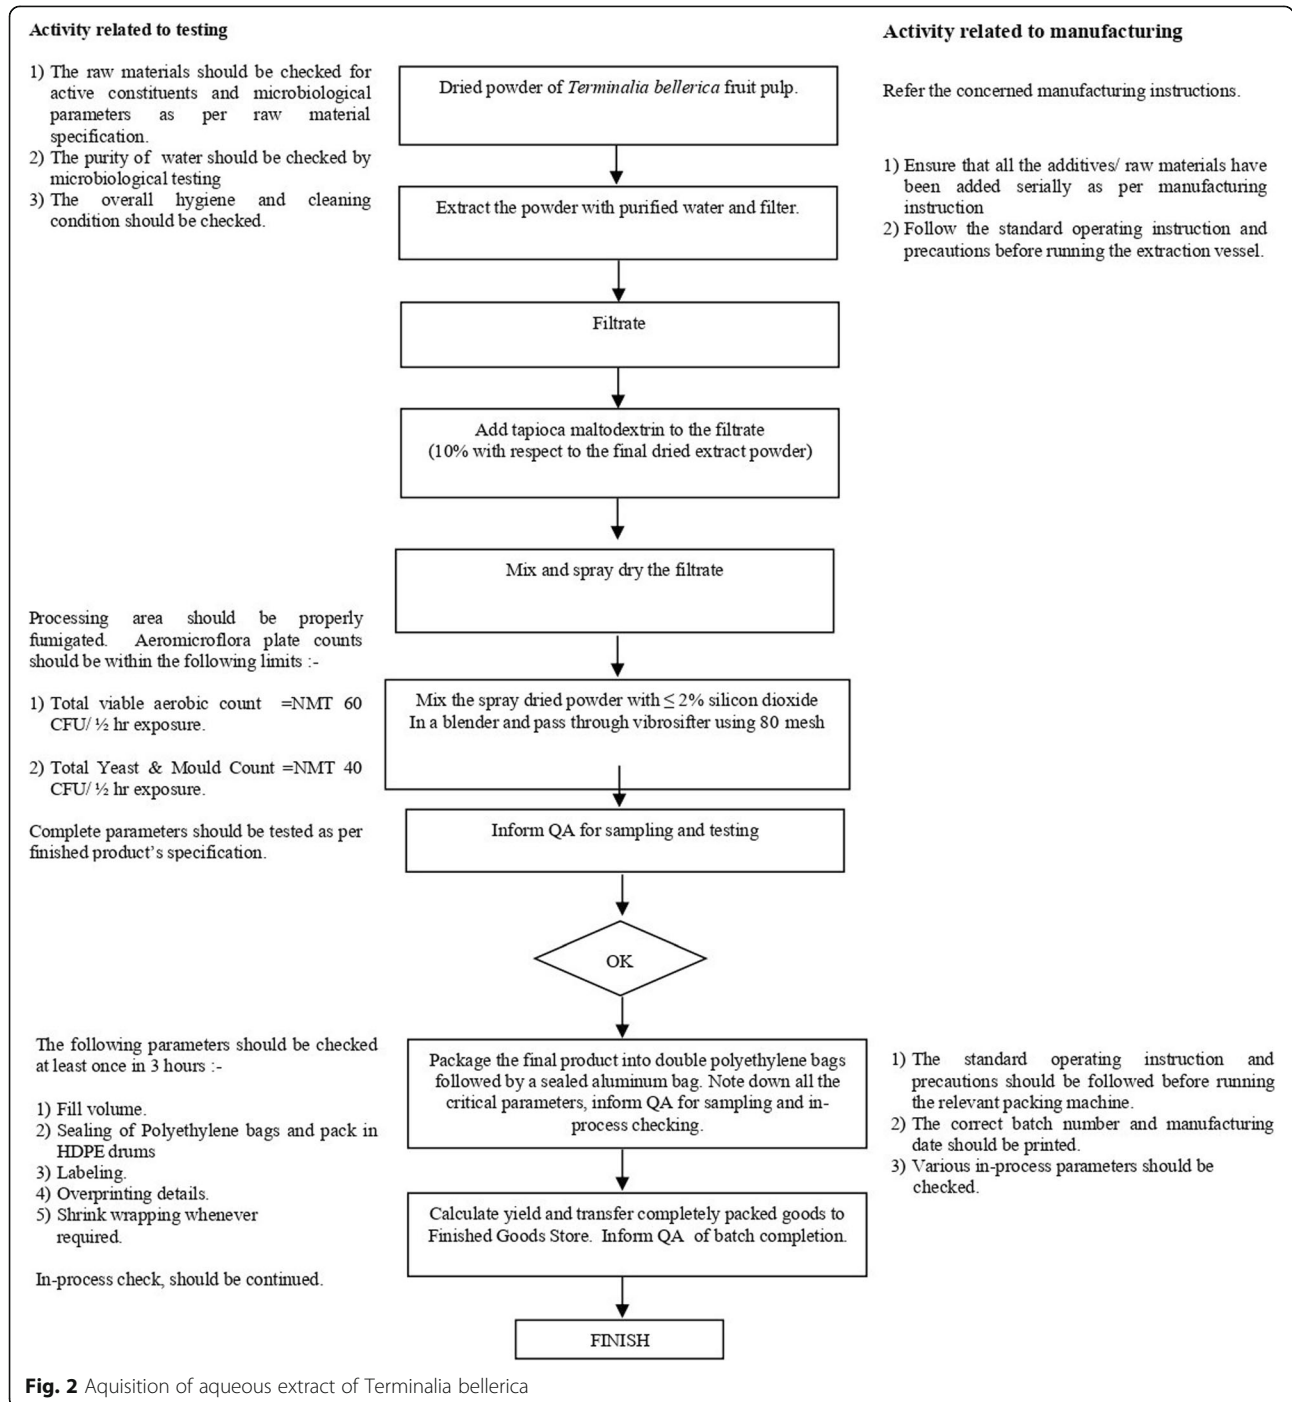 Activity related to testing
1) The raw materials should be checked for
active constituents and microbiological
parameters as per raw material
specification.
2) The purity of water should be checked by
microbiological testing
3) The overall hygiene and cleaning
condition should be checked.
Activity related to manufacturing
Refer the concerned manufacturing instructions.
1) Ensure that all the additives/ raw materials have
been added serially as per manufacturing
instruction
2) Follow the standard operating instruction and
precautions before running the extraction vessel.
Dried powder of Terminalia bellerica fruit pulp.
Extract the powder with purified water and filter.
Filtrate
Add tapioca maltodextrin to the filtrate
(10% with respect to the final dried extract powder)
Mix and spray dry the filtrate
Processing area should be properly
fumigated. Aeromicroflora plate counts
should be within the following limits :-
1) Total viable aerobic count =NMT 60
CFU/ ½ hr exposure.
2) Total Yeast & Mould Count =NMT 40
CFU/ ½ hr exposure.
Complete parameters should be tested as per
finished product's specification.
Mix the spray dried powder with ≤ 2% silicon dioxide
In a blender and pass through vibrosifter using 80 mesh
Inform QA for sampling and testing
OK
The following parameters should be checked
at least once in 3 hours :-
1) Fill volume.
2) Sealing of Polyethylene bags and pack in
HDPE drums
3) Labeling.
4) Overprinting details.
5) Shrink wrapping whenever
required.
In-process check, should be continued.
Package the final product into double polyethylene bags
followed by a sealed aluminum bag. Note down all the
critical parameters, inform QA for sampling and in-
process checking.
1) The standard operating instruction and
precautions should be followed before running
the relevant packing machine.
2) The correct batch number and manufacturing
date should be printed.
3) Various in-process parameters should be
checked.
Calculate yield and transfer completely packed goods to
Finished Goods Store. Inform QA of batch completion.
FINISH
Fig. 2 Aquisition of aqueous extract of Terminalia bellerica